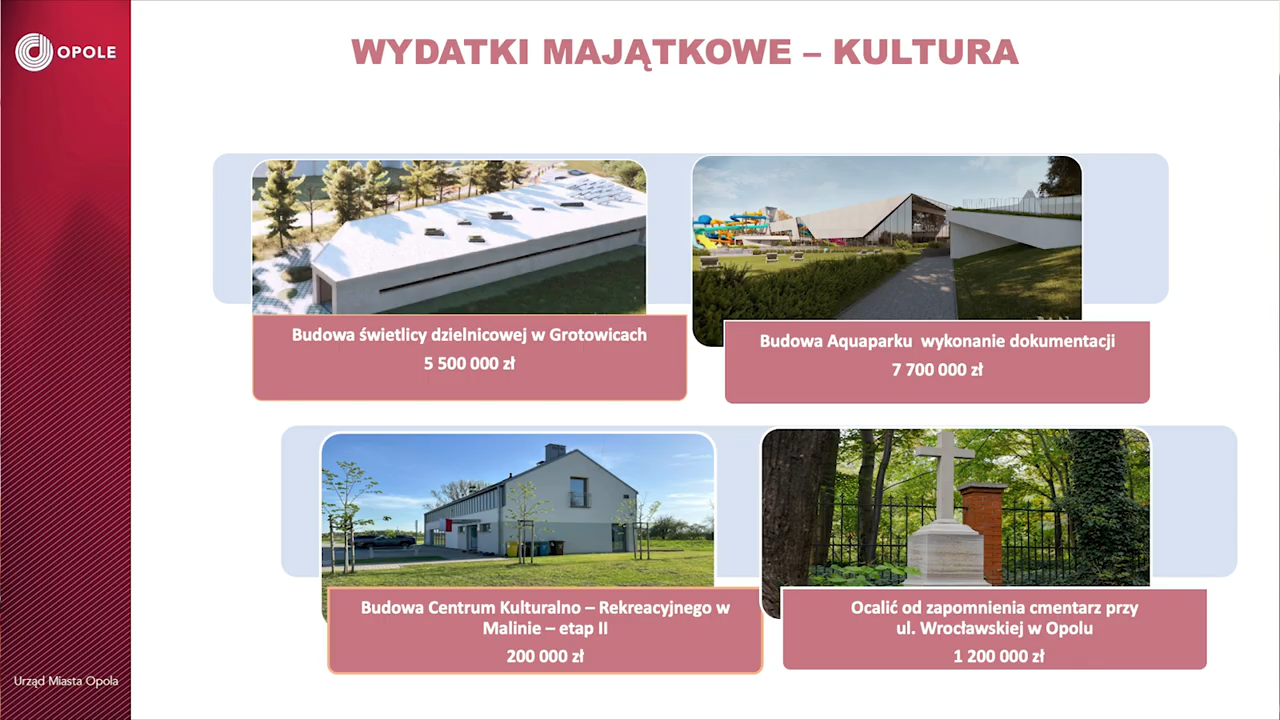 OPOLE
WYDATKI MAJĄTKOWE – KULTURA
Budowa świetlicy dzielnicowej w Grotowicach
5 500 000 zł
Budowa Aquaparku wykonanie dokumentacji
7 700 000 zł
Budowa Centrum Kulturalno – Rekreacyjnego w
Malinie – etap II
200 000 zł
Ocalić od zapomnienia cmentarz przy
ul. Wrocławskiej w Opolu
1 200 000 zł
Urząd Miasta Opola